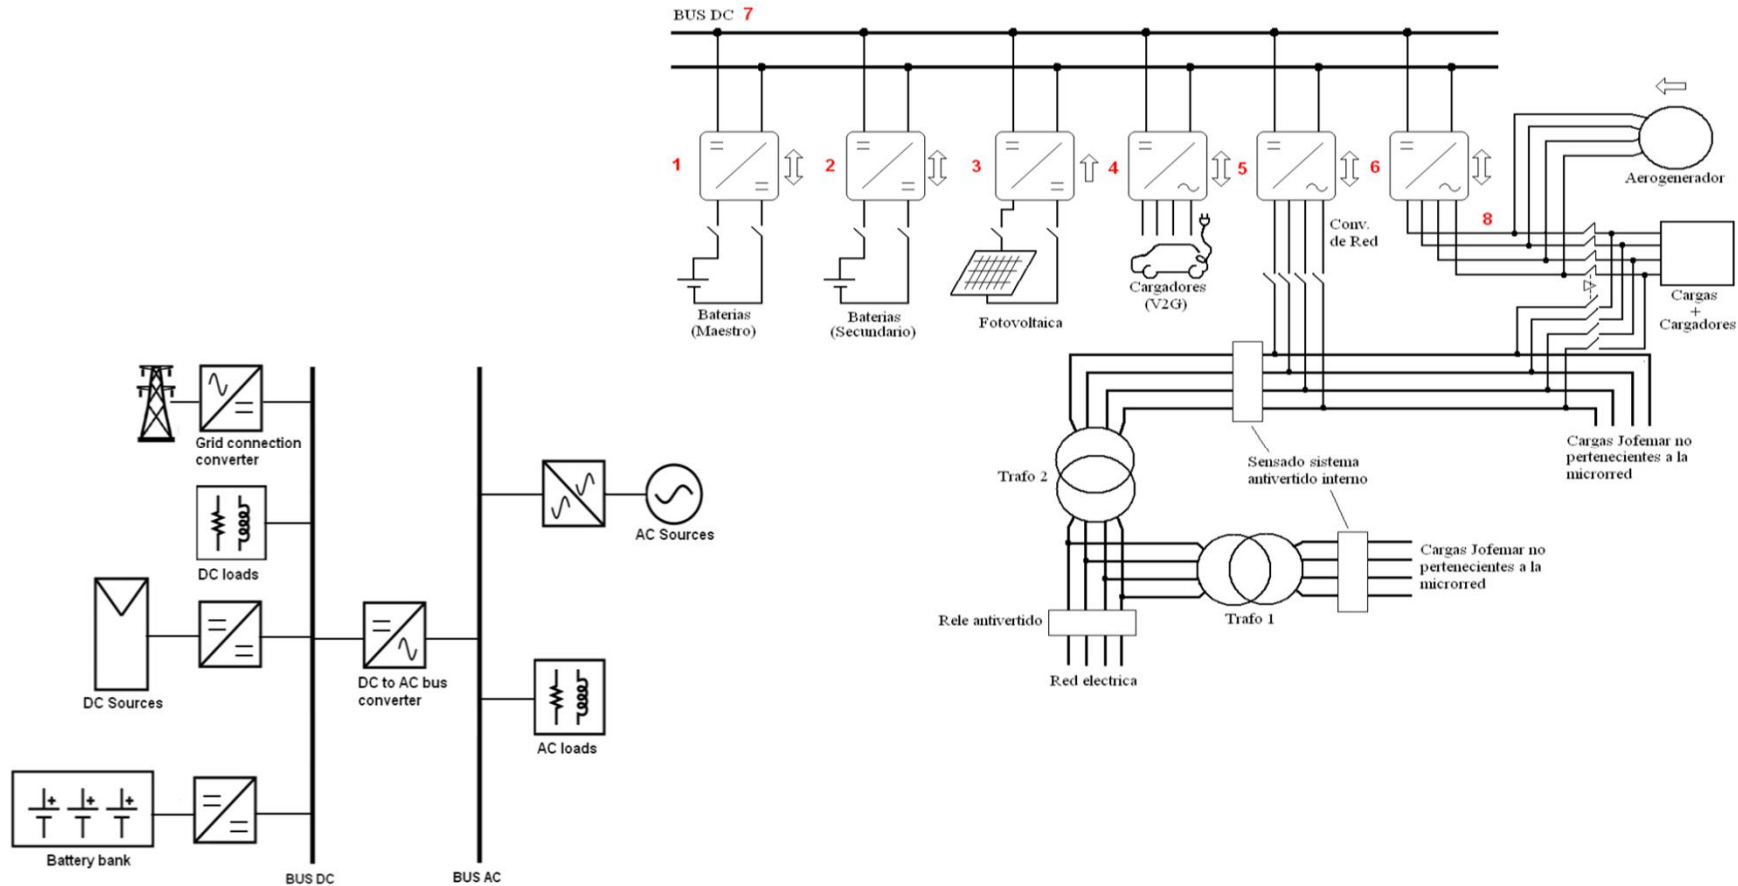 BUS DC 7
1
2
3
4
5
6
Aerogenerador
8
Conv.
de Red
Baterias
(Maestro)
Baterias
(Secundario)
Fotovoltaica
Cargadores
(V2G)
Cargas
+
Cargadores
Cargas Jofemar no
pertenecientes a la
microrred
Sensado sistema
antivertido interno
Trafo 2
Cargas Jofemar no
pertenecientes a la
microrred
Trafo 1
Rele antivertido
Red electrica
Grid connection
converter
DC loads
DC Sources
DC to AC bus
converter
AC Sources
AC loads
Battery bank
BUS DC
BUS AC